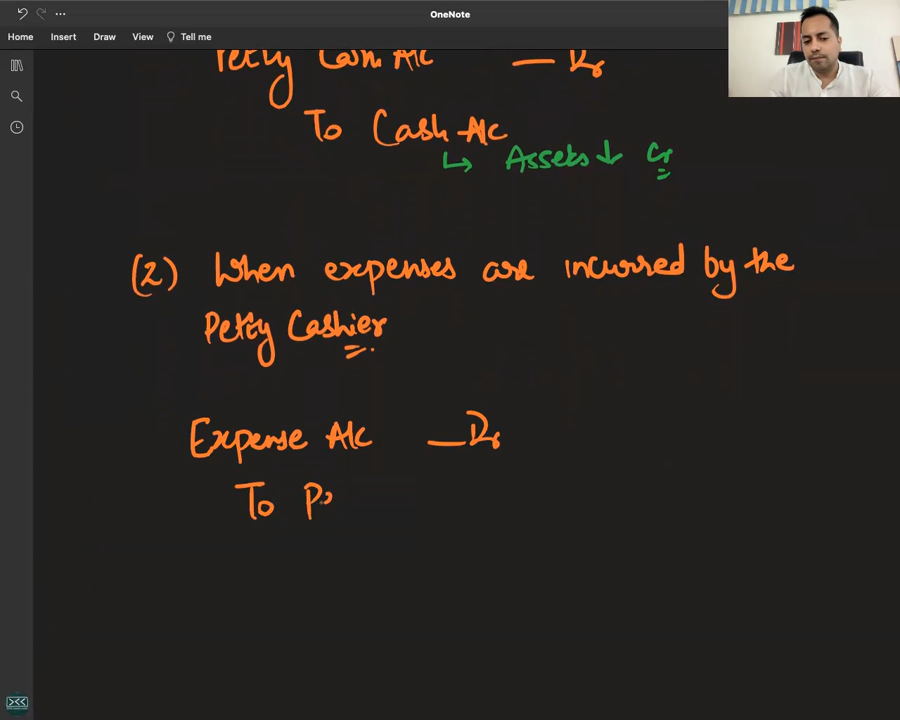 OneNote
Home Insert Draw View Tell me
Petty Cash A/c — Dr
To Cash A/c
↳ Assets ↓ Cr
(2) When expenses are incurred by the
Petty Cashier
Expense A/c — Dr
To P